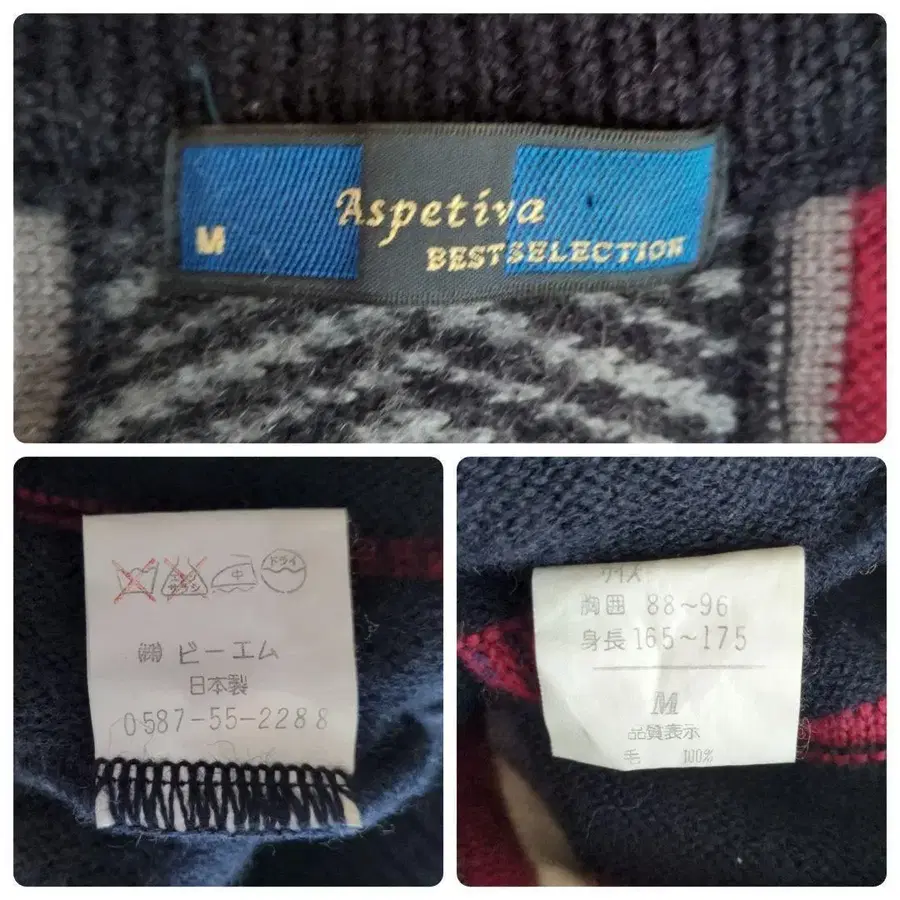 M
Aspetiva
BESTSELECTION
中
ドライ
㈱ ビーエム
日本製
0587-55-2288
サイズ
胸囲 88~96
身長 165~175
M
品質表示
毛 100%